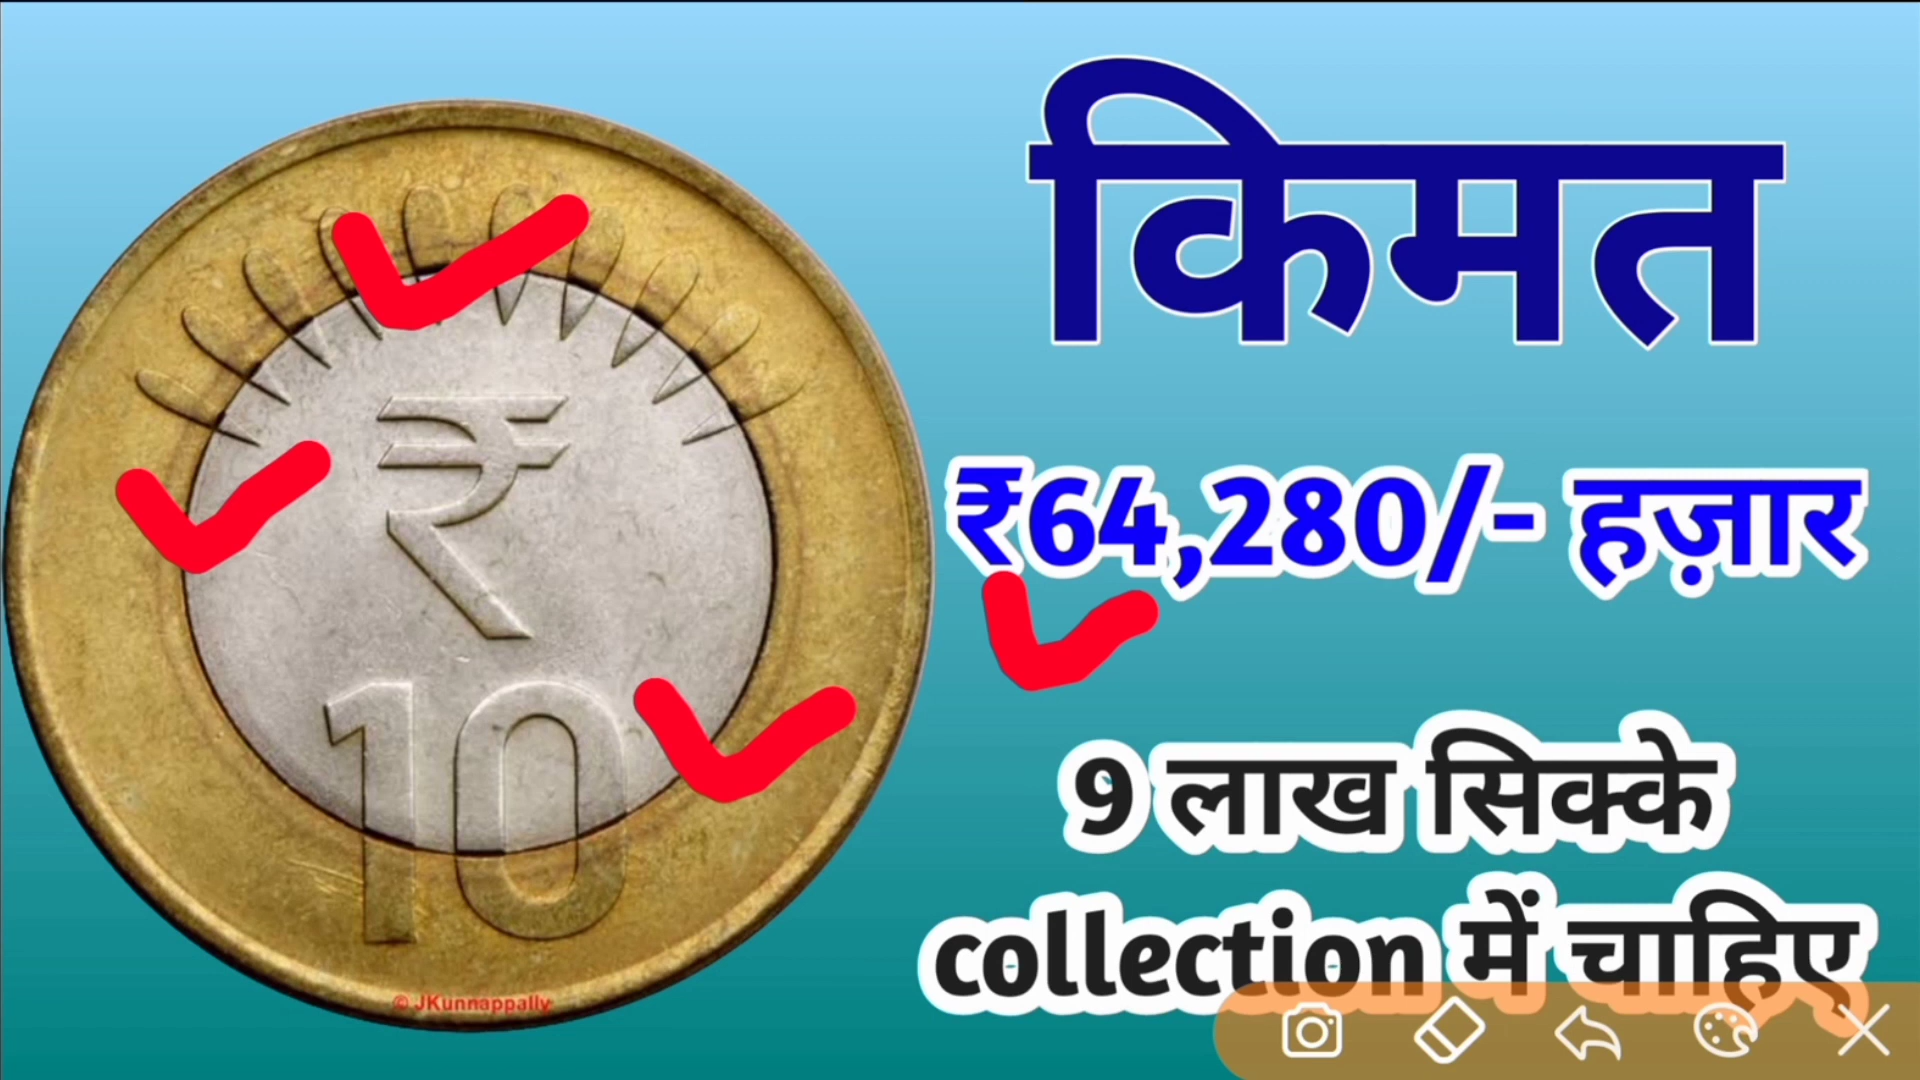 किमत
₹64,280/- हज़ार
9 लाख सिक्के
collection में चाहिए
₹
10
© JKunnappally